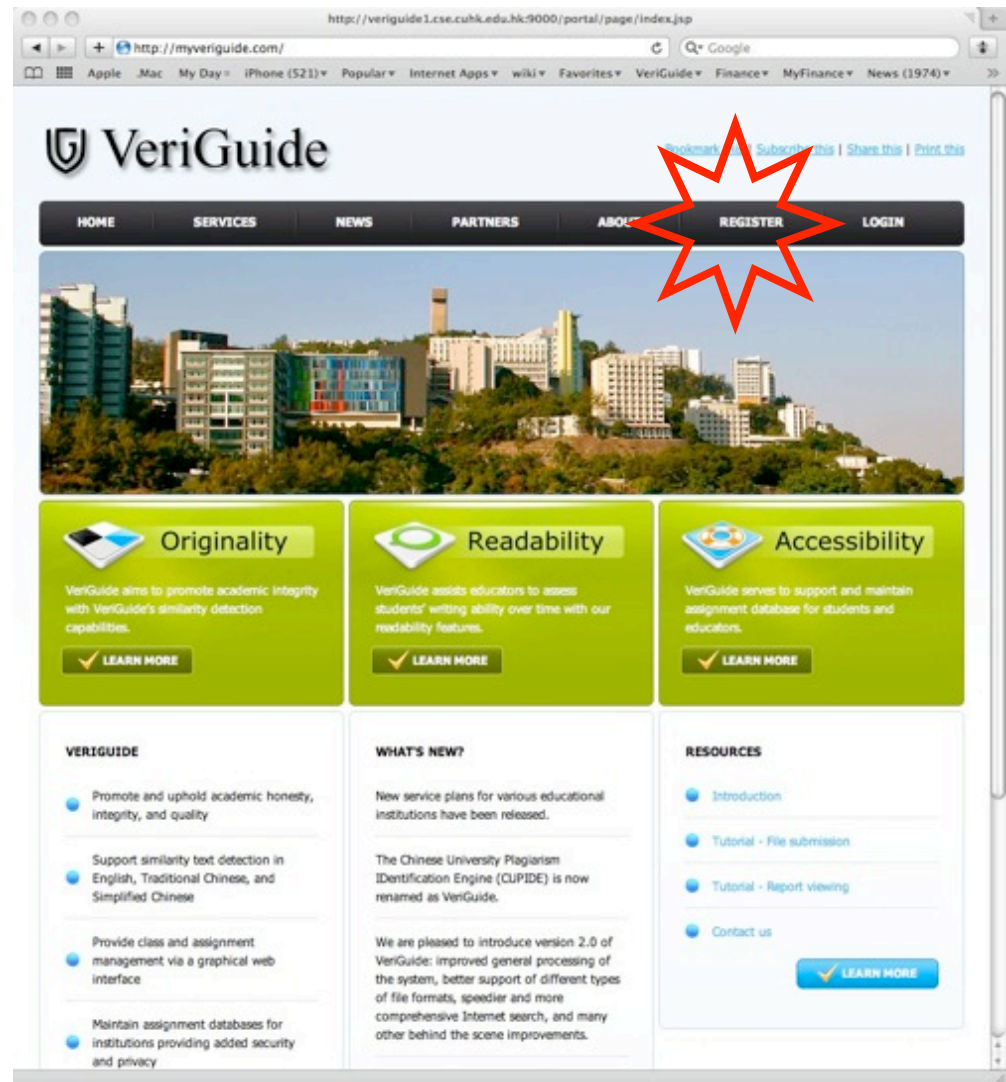 http://veriguide1.cse.cuhk.edu.hk:9000/portal/page/index.jsp
http://myveriguide.com/
Google
Apple .Mac My Day iPhone (521) Popular Internet Apps wiki Favorites VeriGuide Finance MyFinance News (1974)
VeriGuide
Bookmark this | Subscribe this | Share this | Print this
HOME SERVICES NEWS PARTNERS ABOUT REGISTER LOGIN
Originality
VeriGuide aims to promote academic integrity
with VeriGuide's similarity detection
capabilities.
LEARN MORE
Readability
VeriGuide assists educators to assess
students' writing ability over time with our
readability features.
LEARN MORE
Accessibility
VeriGuide serves to support and maintain
assignment database for students and
educators.
LEARN MORE
VERIGUIDE
Promote and uphold academic honesty,
integrity, and quality
Support similarity text detection in
English, Traditional Chinese, and
Simplified Chinese
Provide class and assignment
management via a graphical web
interface
Maintain assignment databases for
institutions providing added security
and privacy
WHAT'S NEW?
New service plans for various educational
institutions have been released.
The Chinese University Plagiarism
IDentification Engine (CUPIDE) is now
renamed as VeriGuide.
We are pleased to introduce version 2.0 of
VeriGuide: improved general processing of
the system, better support of different types
of file formats, speedier and more
comprehensive Internet search, and many
other behind the scene improvements.
RESOURCES
Introduction
Tutorial - File submission
Tutorial - Report viewing
Contact us
LEARN MORE